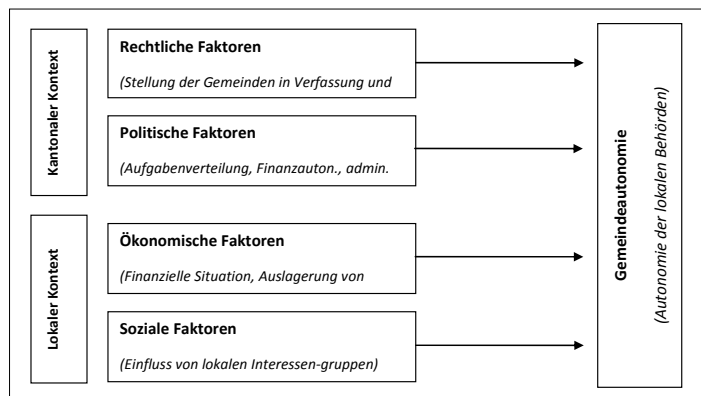 Kantonaler Kontext
Rechtliche Faktoren
(Stellung der Gemeinden in Verfassung und
Politische Faktoren
(Aufgabenverteilung, Finanzauton., admin.
Lokaler Kontext
Ökonomische Faktoren
(Finanzielle Situation, Auslagerung von
Soziale Faktoren
(Einfluss von lokalen Interessen-gruppen)
Gemeindeautonomie
(Autonomie der lokalen Behörden)